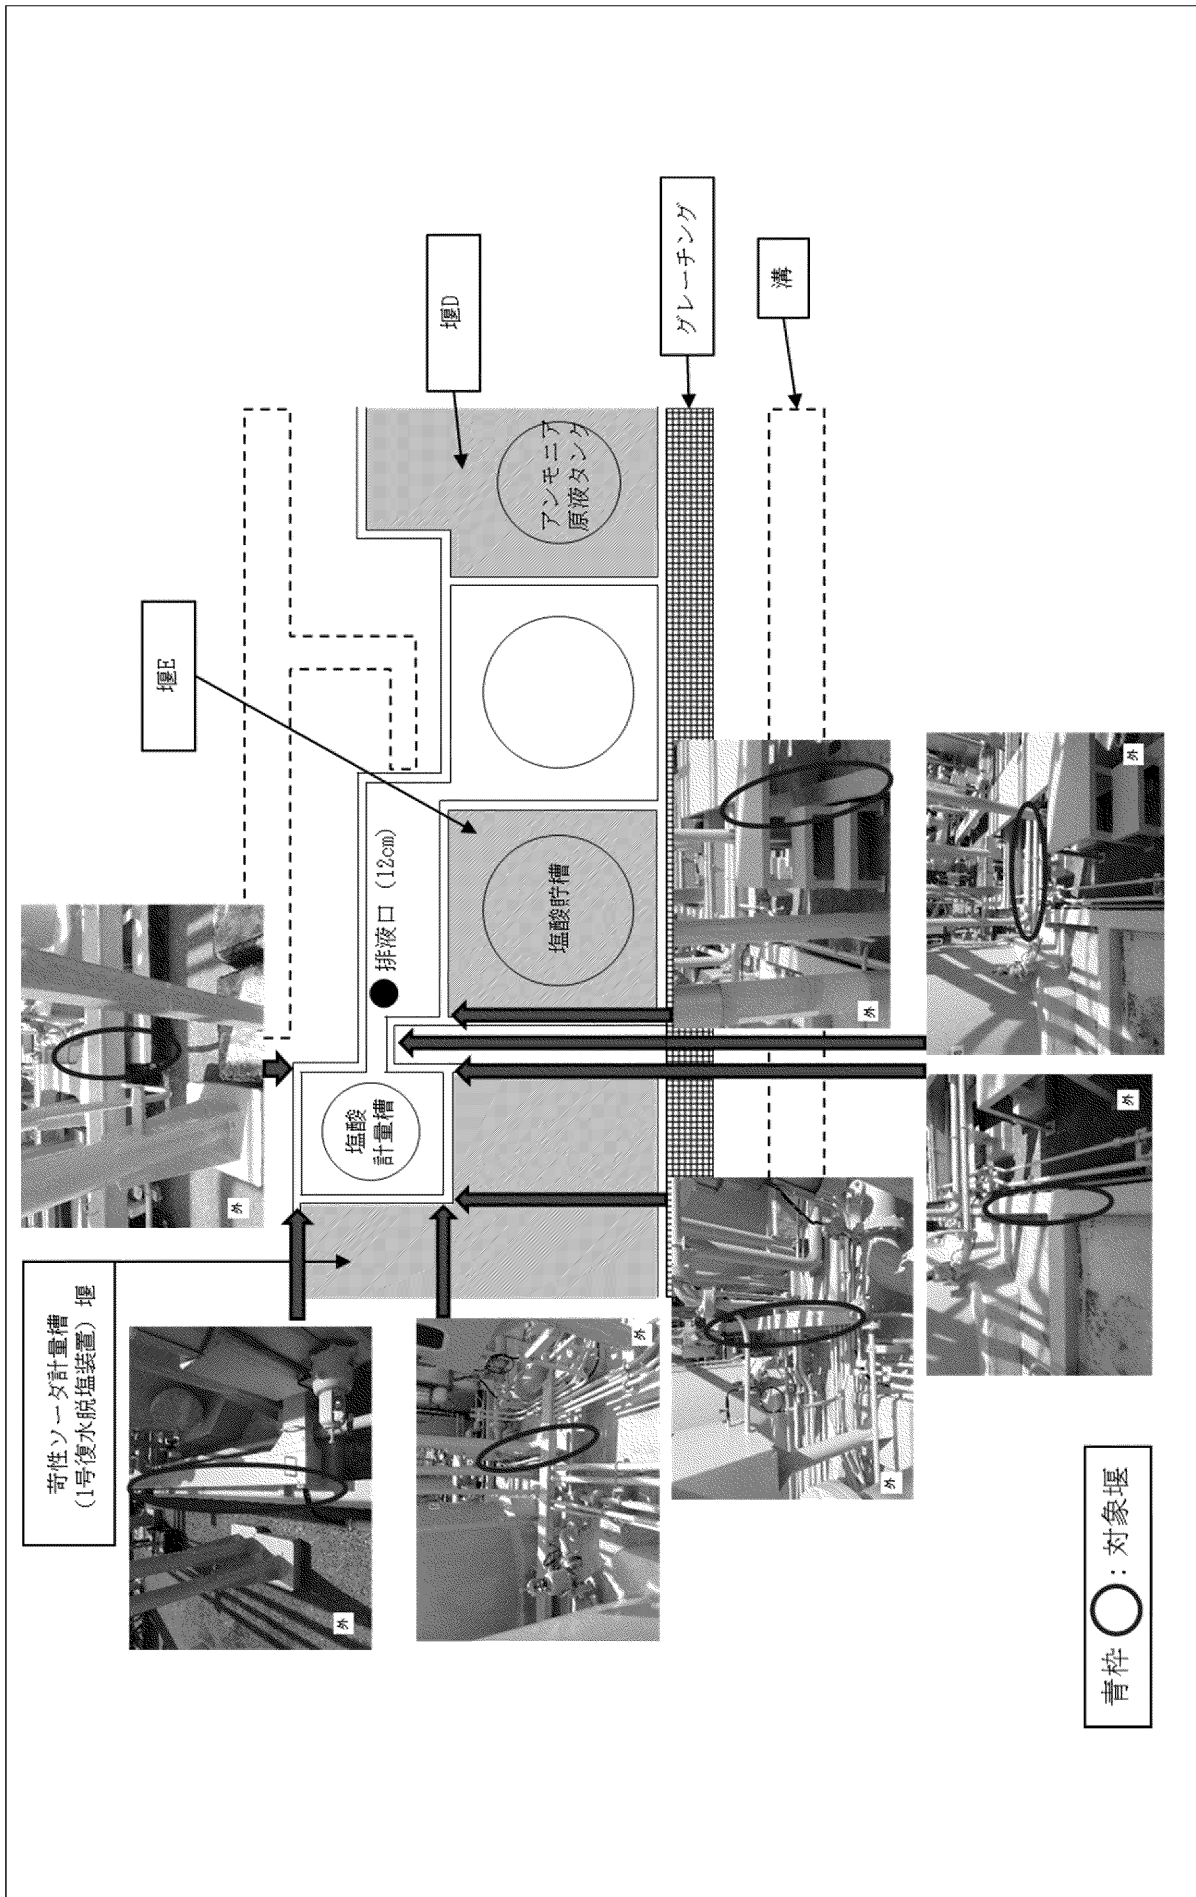 苛性ソーダ計量槽
(1号復水脱塩装置) 堰
堰E
堰D
グレーチング
溝
塩酸
計量槽
排液口 (12cm)
塩酸貯槽
アンモニア
原液タンク
外
外
外
外
外
外
外
青枠 : 対象堰